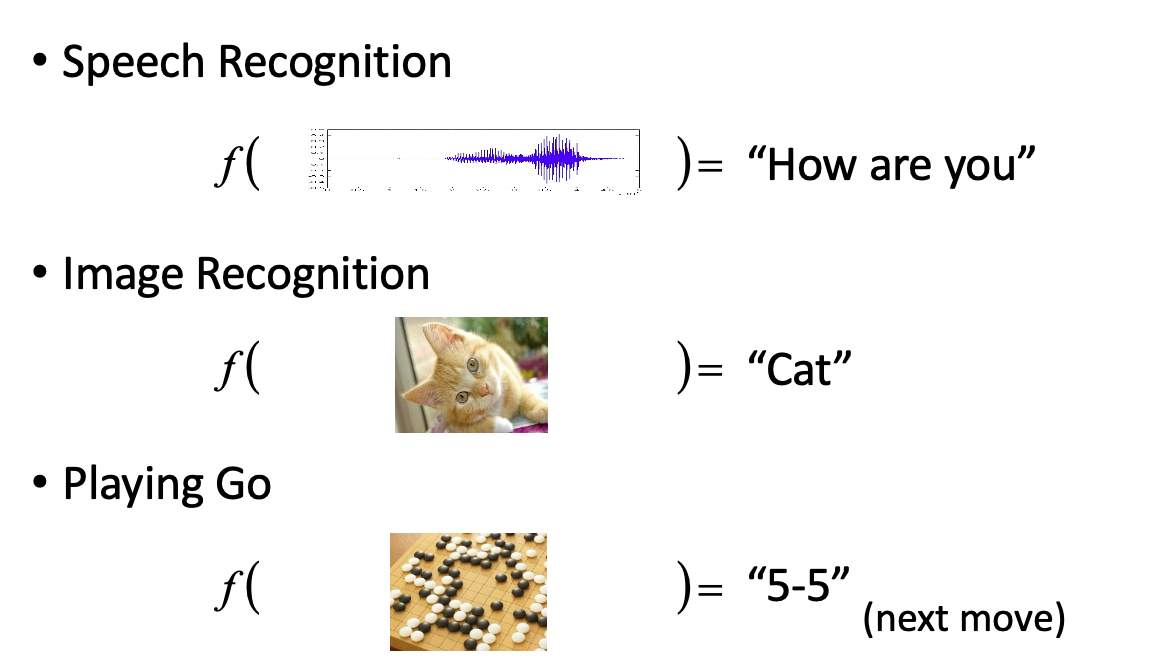 • Speech Recognition
f( )= “How are you”
• Image Recognition
f( )= “Cat”
• Playing Go
f( )= “5-5”
(next move)